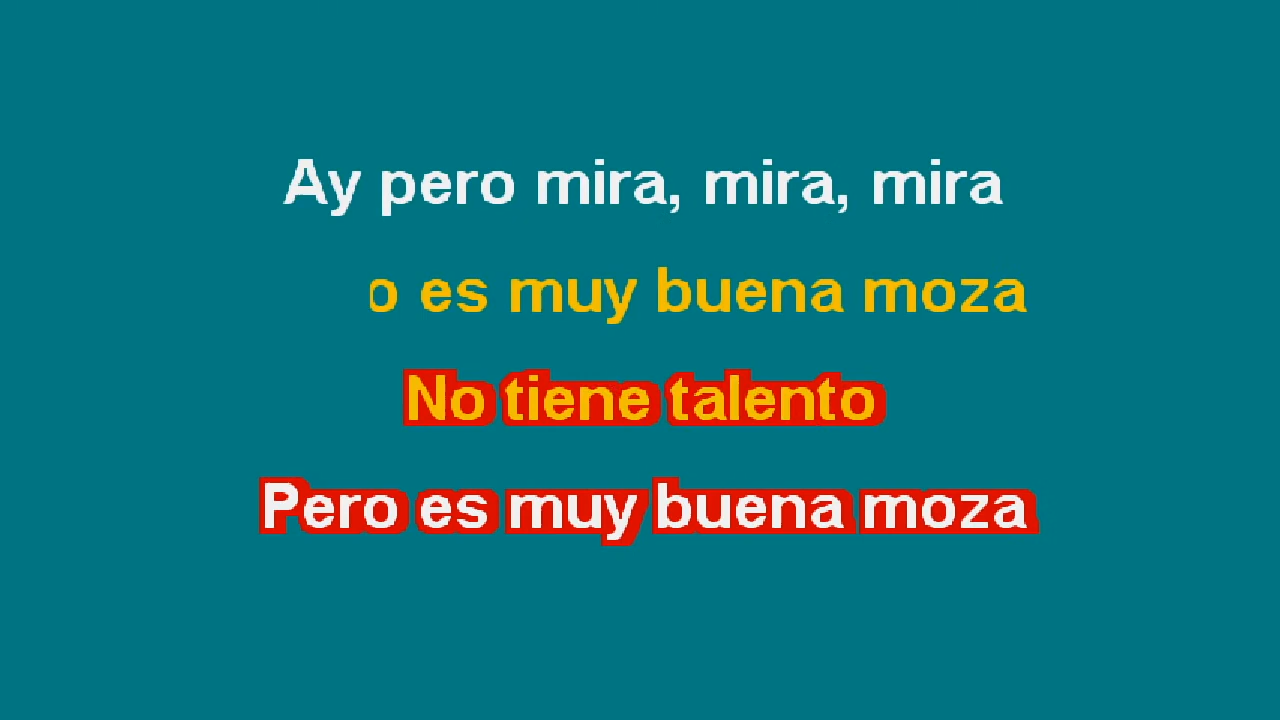 Ay pero mira, mira, mira
o es muy buena moza
No tiene talento
Pero es muy buena moza